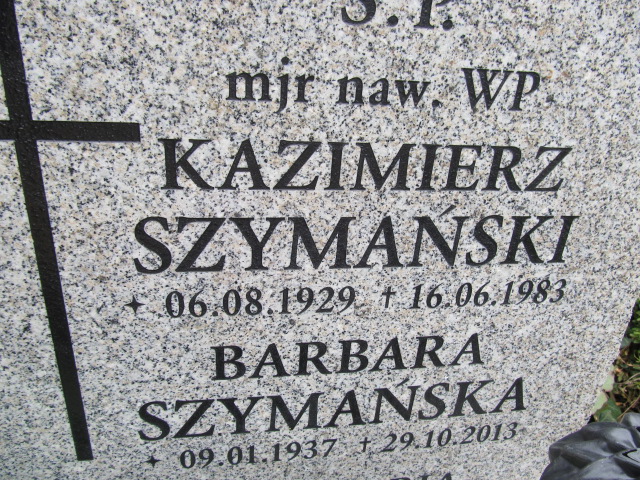 Ś.P.
mjr naw. WP
KAZIMIERZ
SZYMAŃSKI
✦ 06.08.1929 † 16.06.1983
BARBARA
SZYMAŃSKA
✦ 09.01.1937 † 29.10.2013